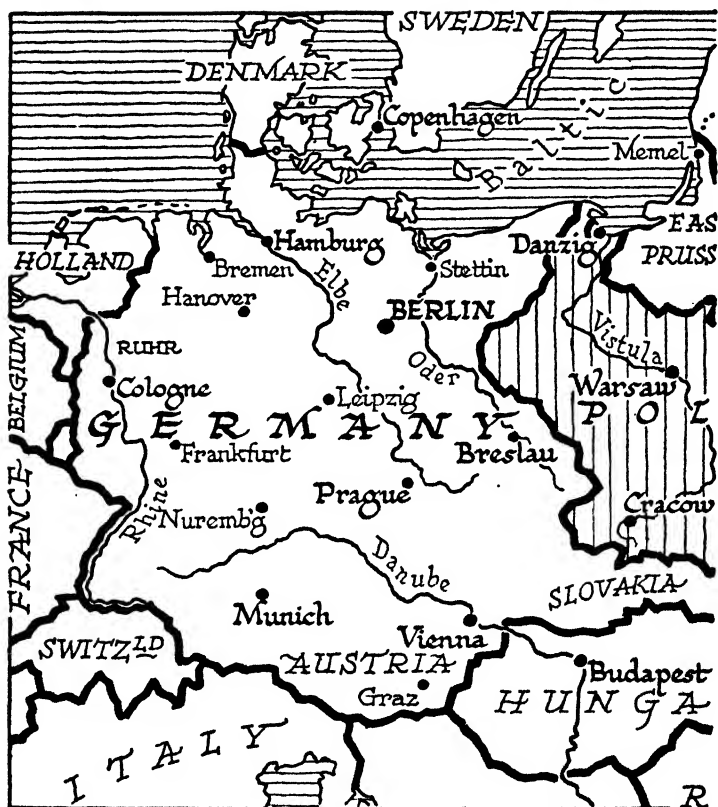 SWEDEN
DENMARK
Copenhagen
Baltic
Memel
EAS
PRUSS
Danzig
HOLLAND
Hamburg
Bremen
Elbe
Stettin
Hanover
BERLIN
RUHR
Oder
Vistula
BELGIUM
Cologne
Leipzig
Warsaw
GERMANY
POL
Frankfurt
Breslau
Prague
Cracow
Rhine
Nuremb'g
FRANCE
Danube
SLOVAKIA
Munich
Vienna
SWITZLD
AUSTRIA
Budapest
Graz
HUNGA
ITALY
R